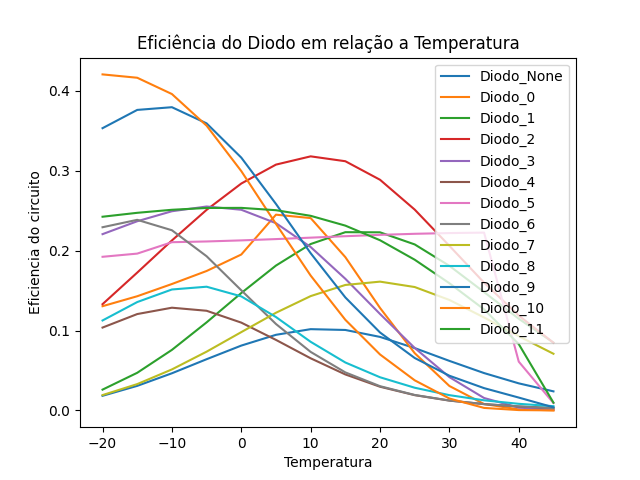 Eficiência do Diodo em relação a Temperatura
Eficiencia do circuito
0.4
0.3
0.2
0.1
0.0
−20
−10
0
10
20
30
40
Temperatura
Diodo_None
Diodo_0
Diodo_1
Diodo_2
Diodo_3
Diodo_4
Diodo_5
Diodo_6
Diodo_7
Diodo_8
Diodo_9
Diodo_10
Diodo_11